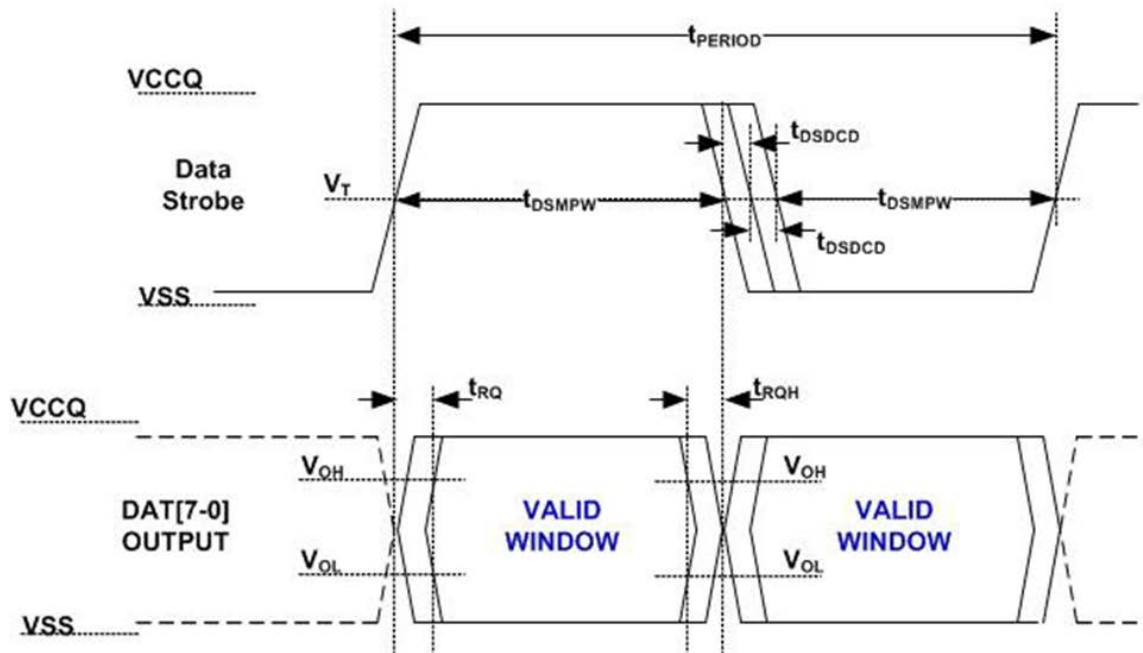 tPERIOD
VCCQ
tDSDCD
Data
Strobe
VT
tDSMPW
tDSMPW
tDSDCD
VSS
tRQ
tRQH
VCCQ
VOH
VOH
DAT[7-0]
OUTPUT
VALID
WINDOW
VALID
WINDOW
VOL
VOL
VSS